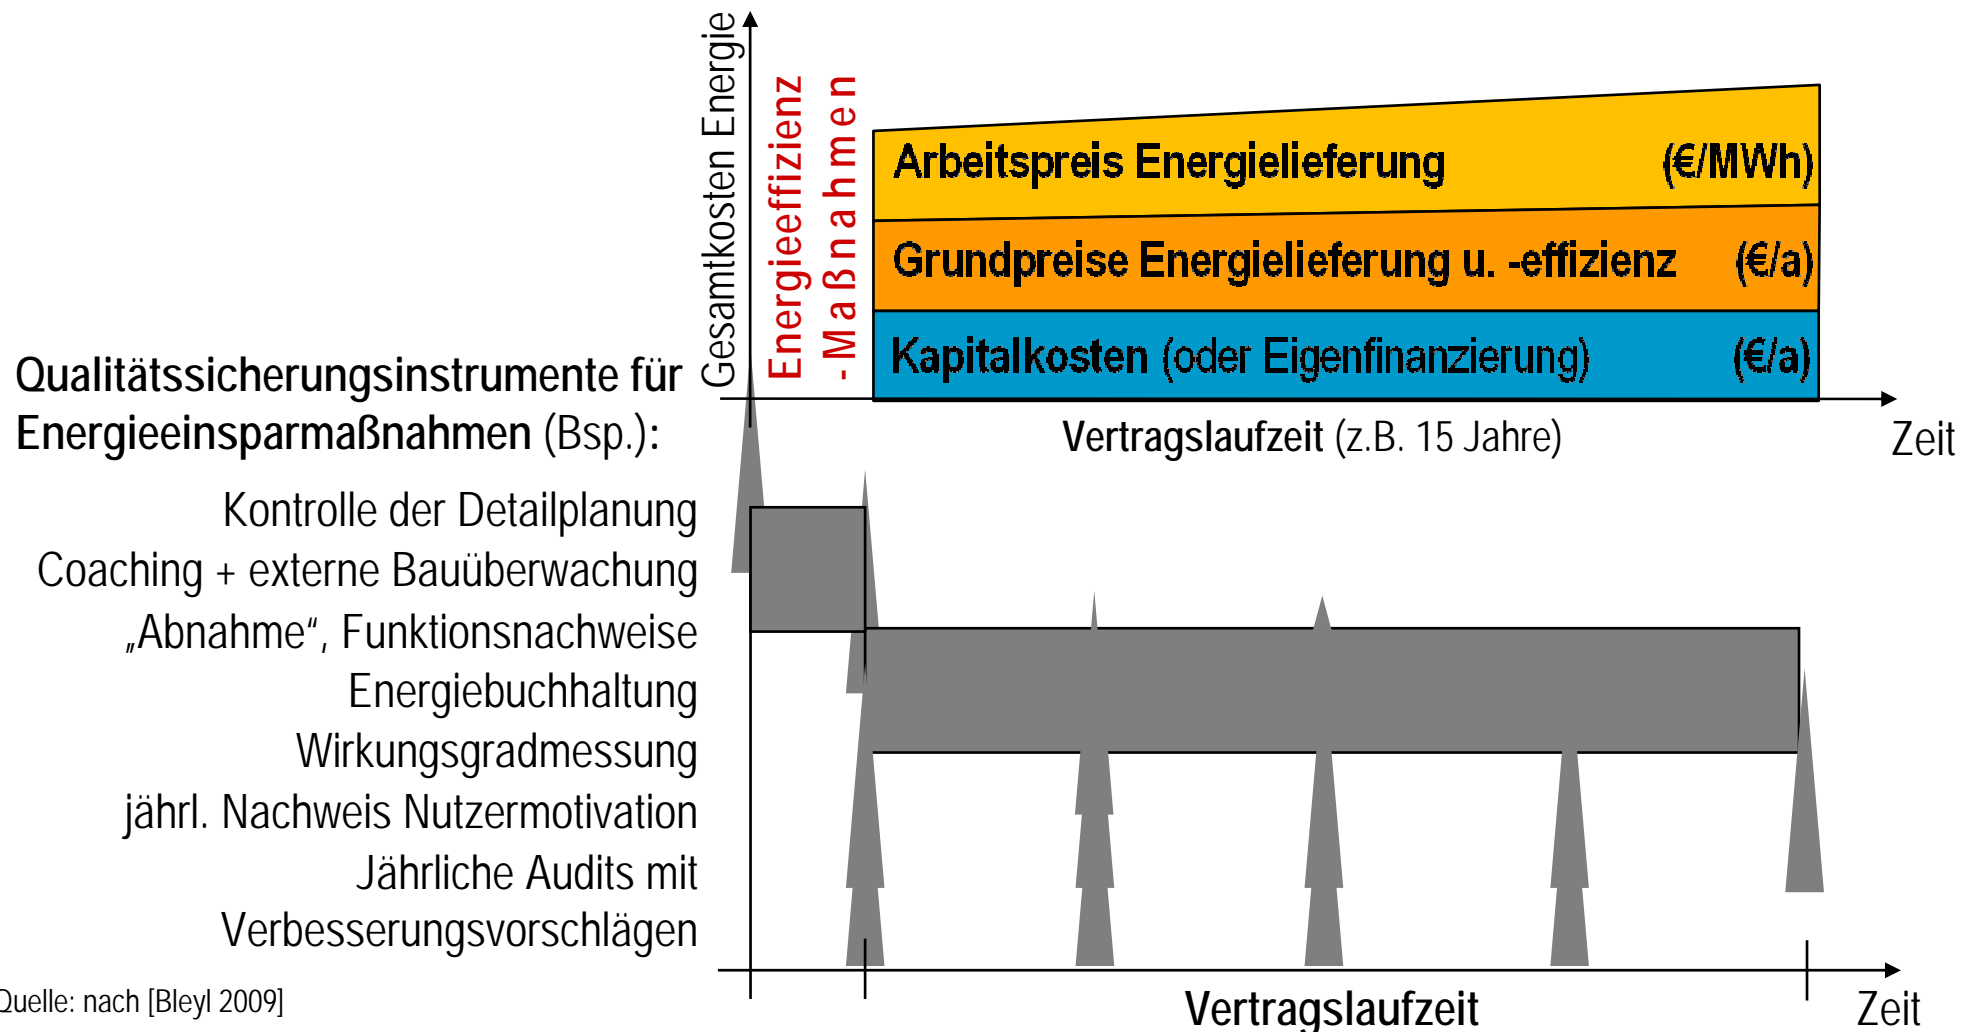 Gesamtkosten Energie
Energieeffizienz
-Maßnahmen
Arbeitspreis Energielieferung (€/MWh)
Grundpreise Energielieferung u. -effizienz (€/a)
Kapitalkosten (oder Eigenfinanzierung) (€/a)
Vertragslaufzeit (z.B. 15 Jahre)
Zeit
Qualitätssicherungsinstrumente für
Energieeinsparmaßnahmen (Bsp.):
Kontrolle der Detailplanung
Coaching + externe Bauüberwachung
„Abnahme“, Funktionsnachweise
Energiebuchhaltung
Wirkungsgradmessung
jährl. Nachweis Nutzermotivation
Jährliche Audits mit
Verbesserungsvorschlägen
Vertragslaufzeit
Zeit
Quelle: nach [Bleyl 2009]